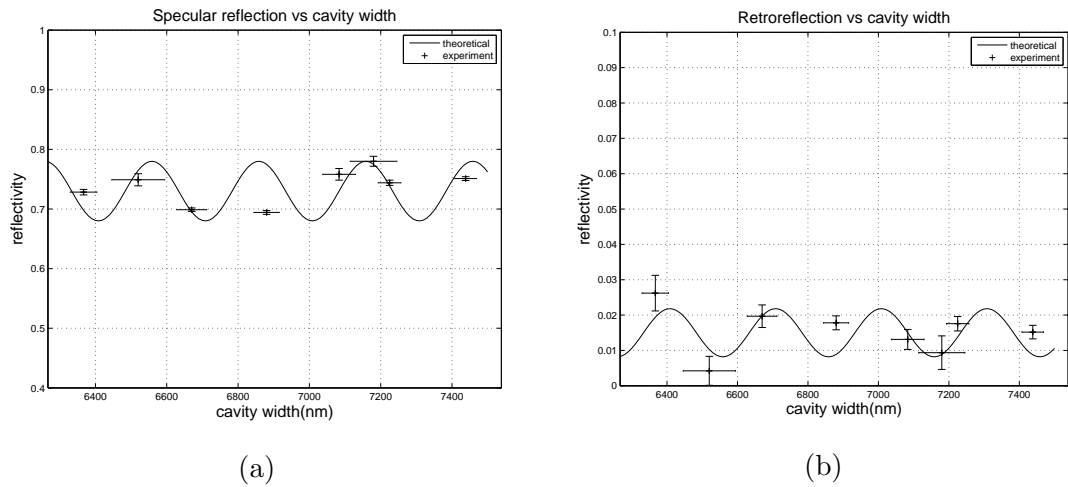 Specular reflection vs cavity width
theoretical
experiment
1
0.9
0.8
0.7
0.6
0.5
0.4
reflectivity
6400 6600 6800 7000 7200 7400
cavity width(nm)
(a)
Retroreflection vs cavity width
theoretical
experiment
0.1
0.09
0.08
0.07
0.06
0.05
0.04
0.03
0.02
0.01
0
reflectivity
6400 6600 6800 7000 7200 7400
cavity width(nm)
(b)